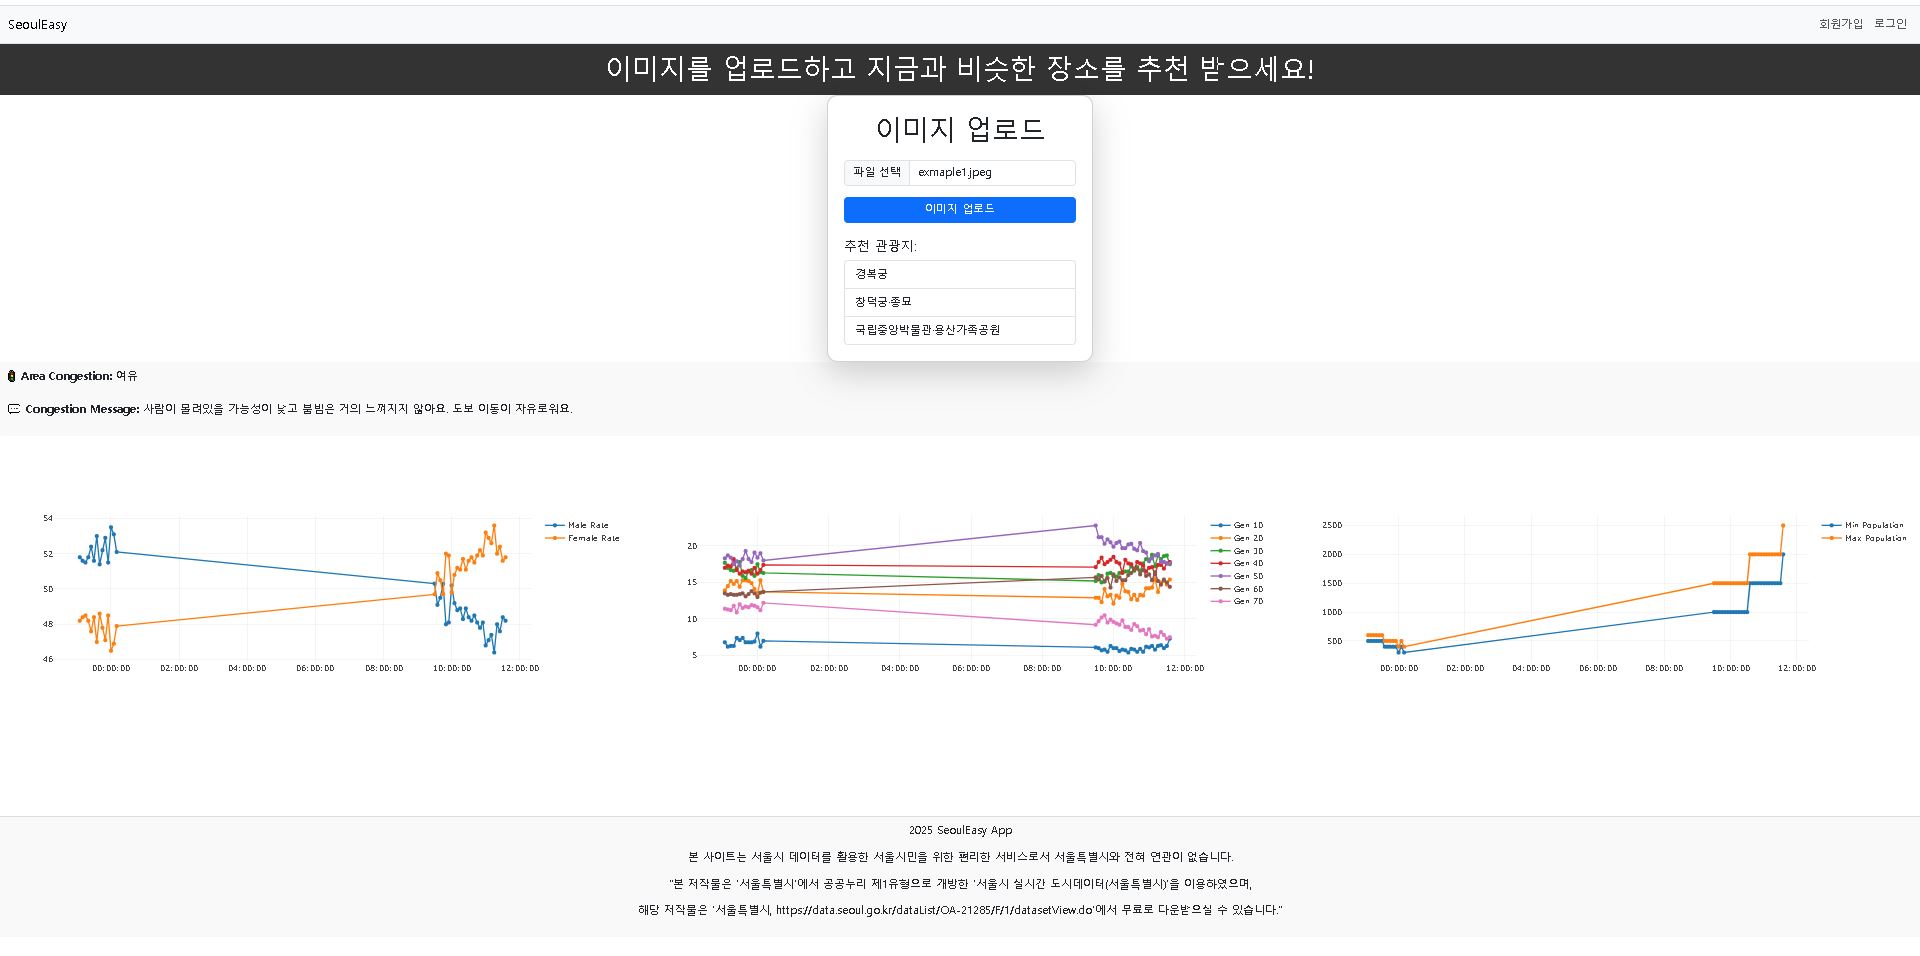 SeoulEasy
회원가입 로그인
이미지를 업로드하고 지금과 비슷한 장소를 추천 받으세요!
이미지 업로드
파일 선택 exmaple1.jpeg
이미지 업로드
추천 관광지:
경복궁
창덕궁·종묘
국립중앙박물관·용산가족공원
Area Congestion: 여유
Congestion Message: 사람이 몰려있을 가능성이 낮고 붐빔은 거의 느껴지지 않아요. 도보 이동이 자유로워요.
54
52
50
48
46
00:00:00 02:00:00 04:00:00 06:00:00 08:00:00 10:00:00 12:00:00
Male Rate
Female Rate
20
15
10
5
00:00:00 02:00:00 04:00:00 06:00:00 08:00:00 10:00:00 12:00:00
Gen 10
Gen 20
Gen 30
Gen 40
Gen 50
Gen 60
Gen 70
2500
2000
1500
1000
500
00:00:00 02:00:00 04:00:00 06:00:00 08:00:00 10:00:00 12:00:00
Min Population
Max Population
2025 SeoulEasy App
본 사이트는 서울시 데이터를 활용한 서울시민을 위한 편리한 서비스로서 서울특별시와 전혀 연관이 없습니다.
"본 저작물은 '서울특별시'에서 공공누리 제1유형으로 개방한 '서울시 실시간 도시데이터(서울특별시)'을 이용하였으며,
해당 저작물은 '서울특별시, https://data.seoul.go.kr/dataList/OA-21285/F/1/datasetView.do'에서 무료로 다운받으실 수 있습니다."